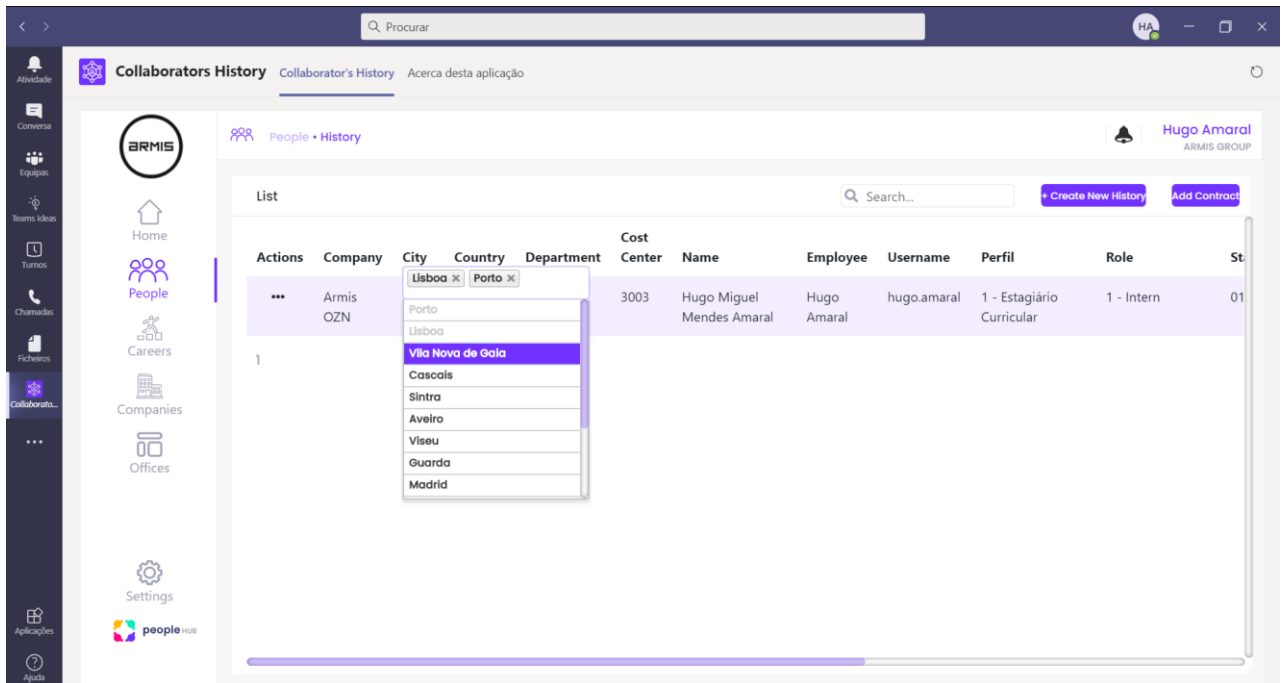 Procurar
HA
Atividade
Conversa
Equipas
Teams Ideas
Turnos
Chamadas
Ficheiros
Collaborato...
Aplicações
Ajuda
Collaborators History Collaborator's History Acerca desta aplicação
ARMIS
Home
People
Careers
Companies
Offices
Settings
people HUB
People • History
Hugo Amaral
ARMIS GROUP
List
Search...
+ Create New History
Add Contract
Actions Company City Country Department Cost Center Name Employee Username Perfil Role Sta
••• Armis OZN 3003 Hugo Miguel Mendes Amaral Hugo Amaral hugo.amaral 1 - Estagiário Curricular 1 - Intern 01
Lisboa × Porto ×
Porto
Lisboa
Vila Nova de Gaia
Cascais
Sintra
Aveiro
Viseu
Guarda
Madrid
1